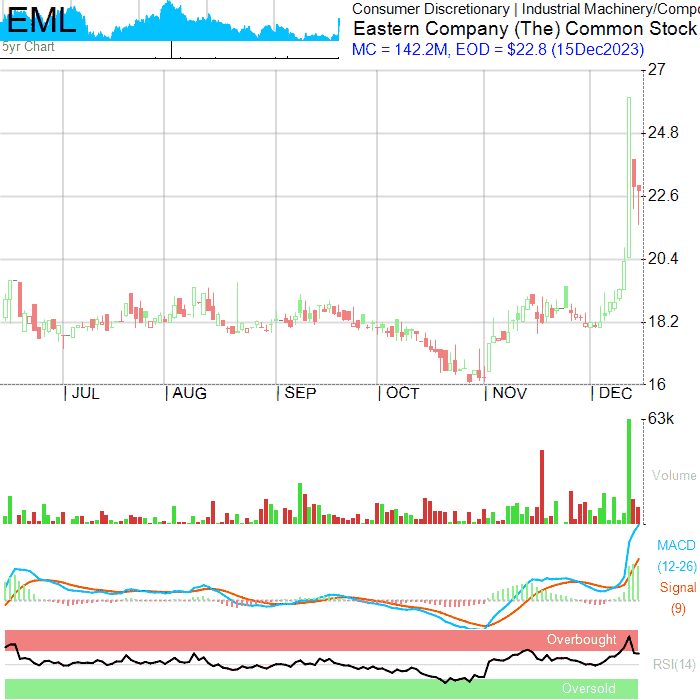 EML
5yr Chart
Consumer Discretionary | Industrial Machinery/Compo
Eastern Company (The) Common Stock
MC = 142.2M, EOD = $22.8 (15Dec2023)
27
24.8
22.6
20.4
18.2
16
JUL AUG SEP OCT NOV DEC
63k
Volume
MACD
(12-26)
Signal
(9)
Overbought
RSI(14)
Oversold